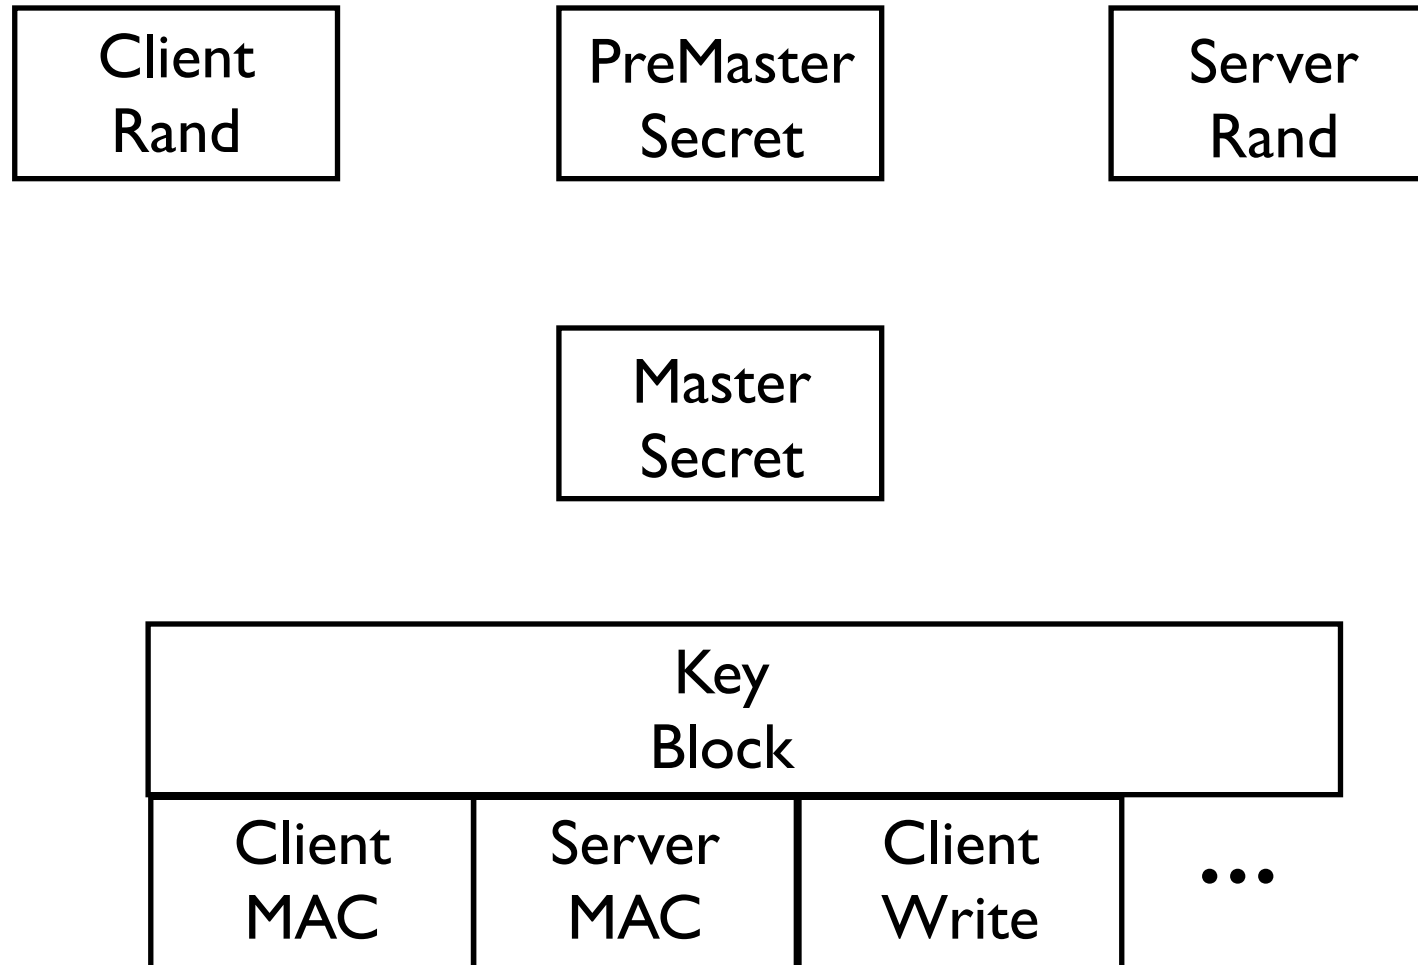 Client
Rand
PreMaster
Secret
Server
Rand
Master
Secret
Key
Block
Client
MAC
Server
MAC
Client
Write
...